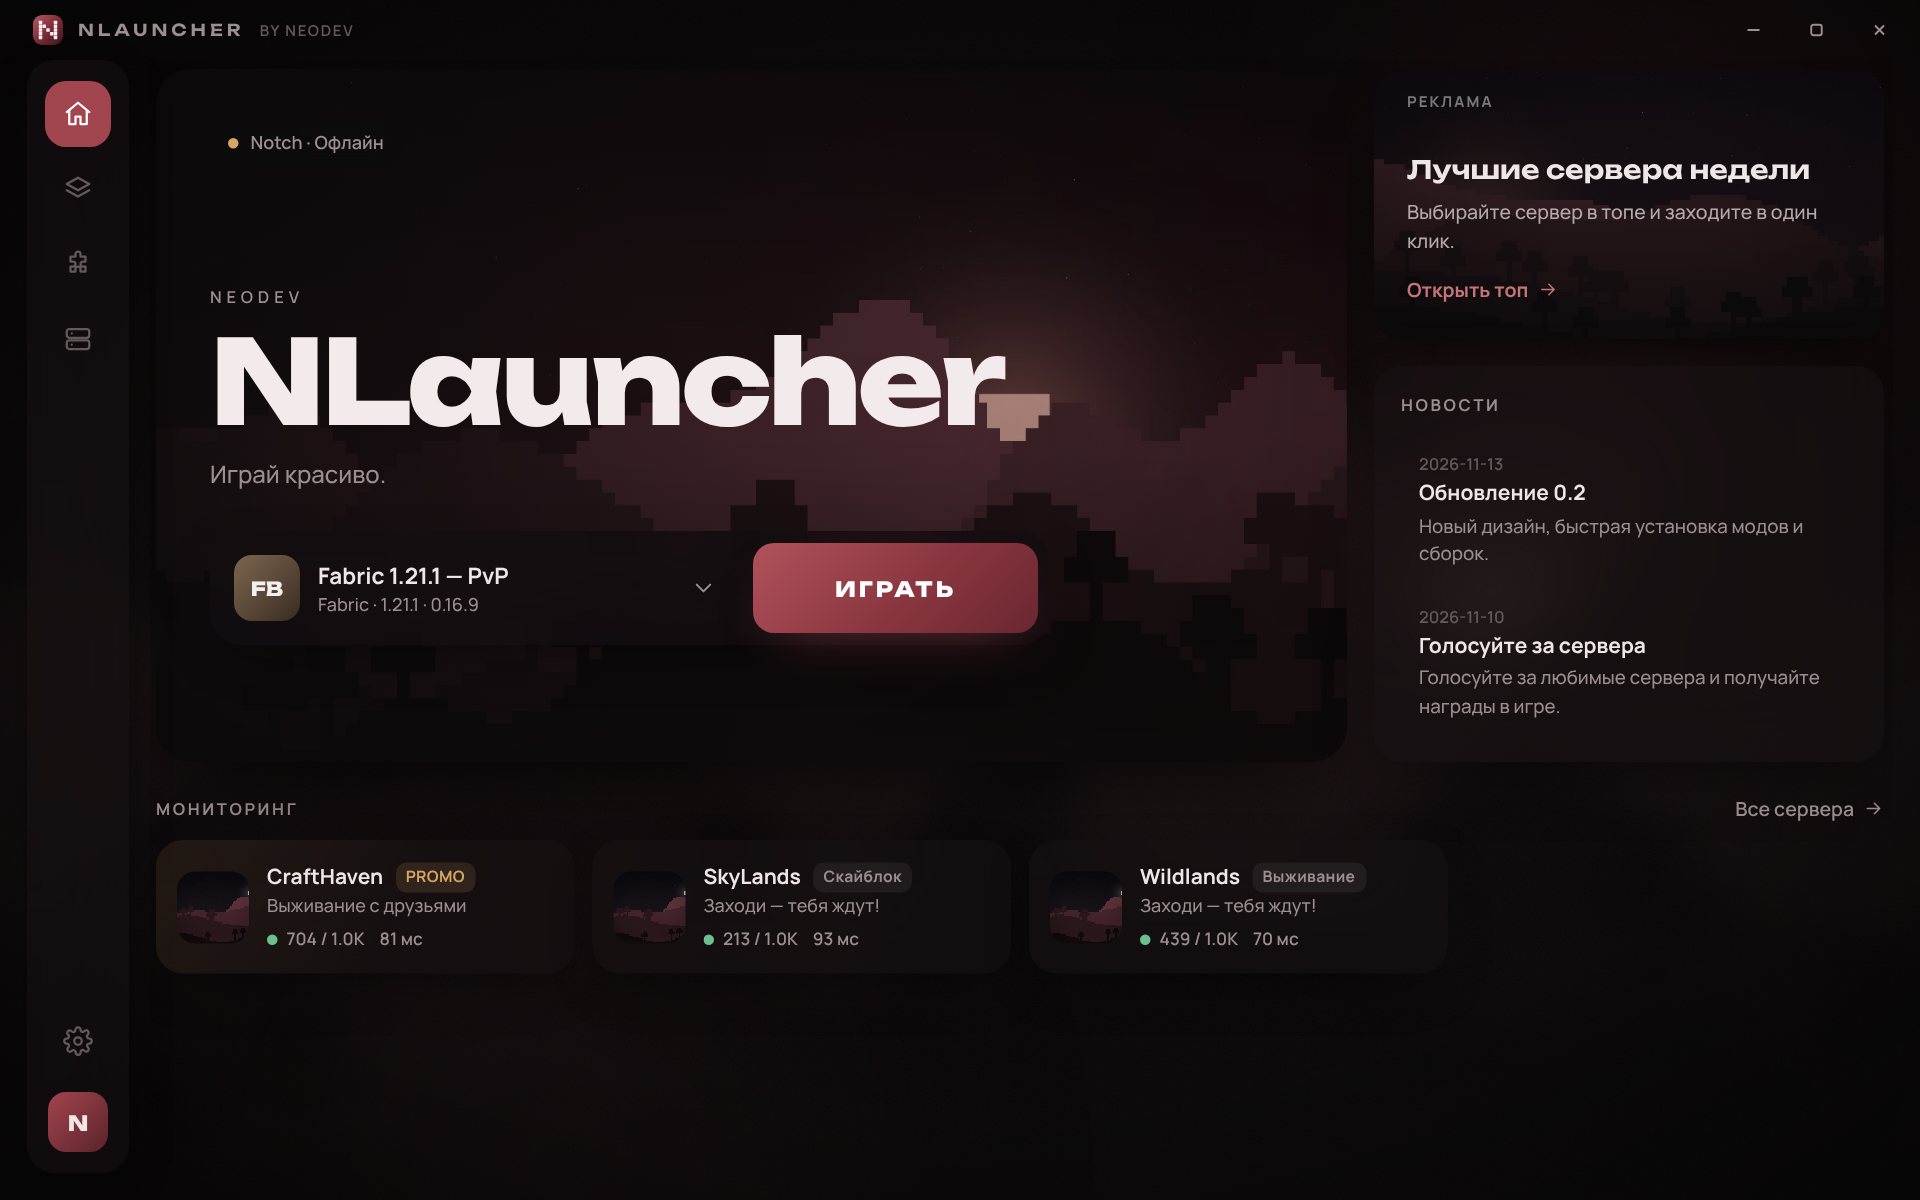 NLAUNCHER BY NEODEV
Notch · Офлайн
NEODEV
NLauncher
Играй красиво.
FB
Fabric 1.21.1 — PvP
Fabric · 1.21.1 · 0.16.9
ИГРАТЬ
РЕКЛАМА
Лучшие сервера недели
Выбирайте сервер в топе и заходите в один
клик.
Открыть топ →
НОВОСТИ
2026-11-13
Обновление 0.2
Новый дизайн, быстрая установка модов и
сборок.
2026-11-10
Голосуйте за сервера
Голосуйте за любимые сервера и получайте
награды в игре.
МОНИТОРИНГ
Все сервера →
CraftHaven PROMO
Выживание с друзьями
704 / 1.0K 81 мс
SkyLands Скайблок
Заходи — тебя ждут!
213 / 1.0K 93 мс
Wildlands Выживание
Заходи — тебя ждут!
439 / 1.0K 70 мс
N